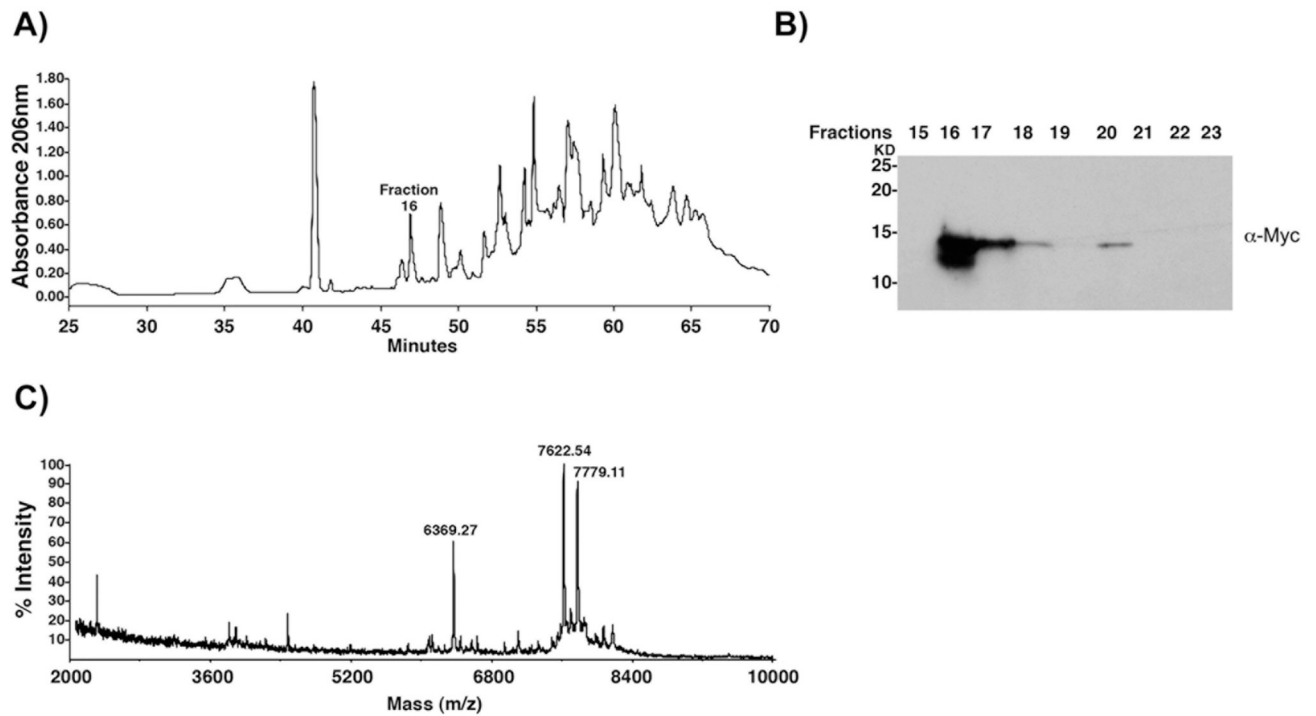 A)
Absorbance 206nm
1.80
1.60
1.40
1.20
1.00
0.80
0.60
0.40
0.20
0.00
Fraction
16
25 30 35 40 45 50 55 60 65 70
Minutes
B)
Fractions 15 16 17 18 19 20 21 22 23
KD
25-
20-
15-
10-
α-Myc
C)
% Intensity
100
90
80
70
60
50
40
30
20
10
6369.27
7622.54
7779.11
2000 3600 5200 6800 8400 10000
Mass (m/z)